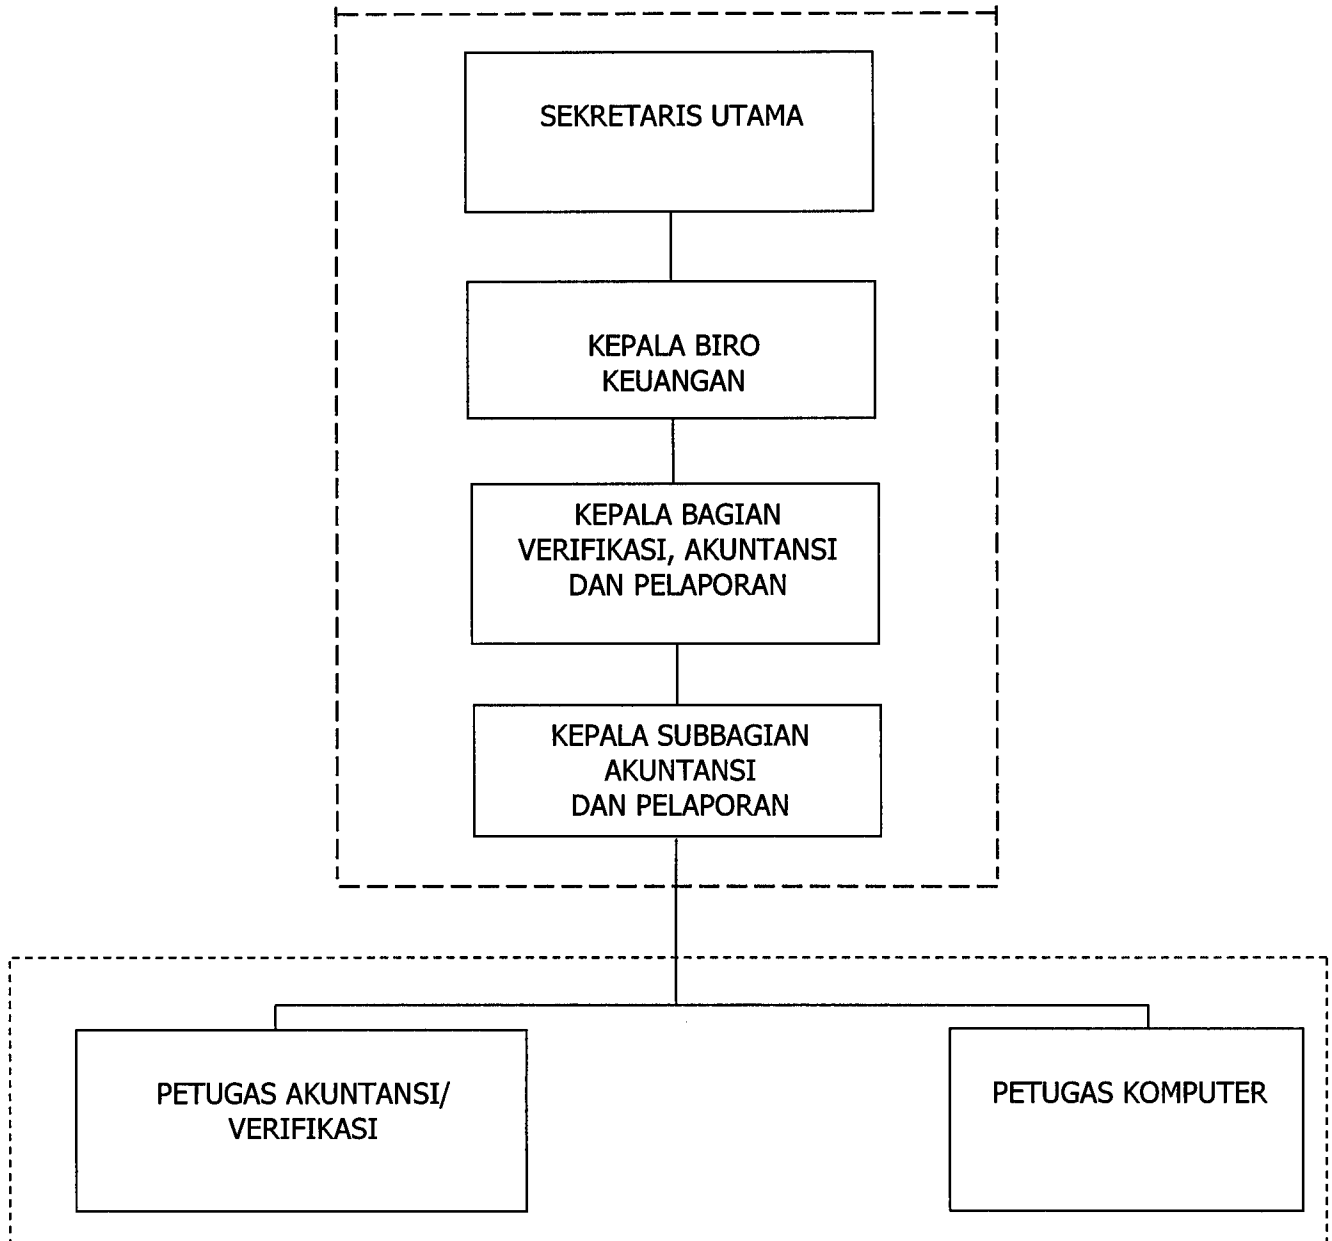 SEKRETARIS UTAMA
KEPALA BIRO
KEUANGAN
KEPALA BAGIAN
VERIFIKASI, AKUNTANSI
DAN PELAPORAN
KEPALA SUBBAGIAN
AKUNTANSI
DAN PELAPORAN
PETUGAS AKUNTANSI/
VERIFIKASI
PETUGAS KOMPUTER